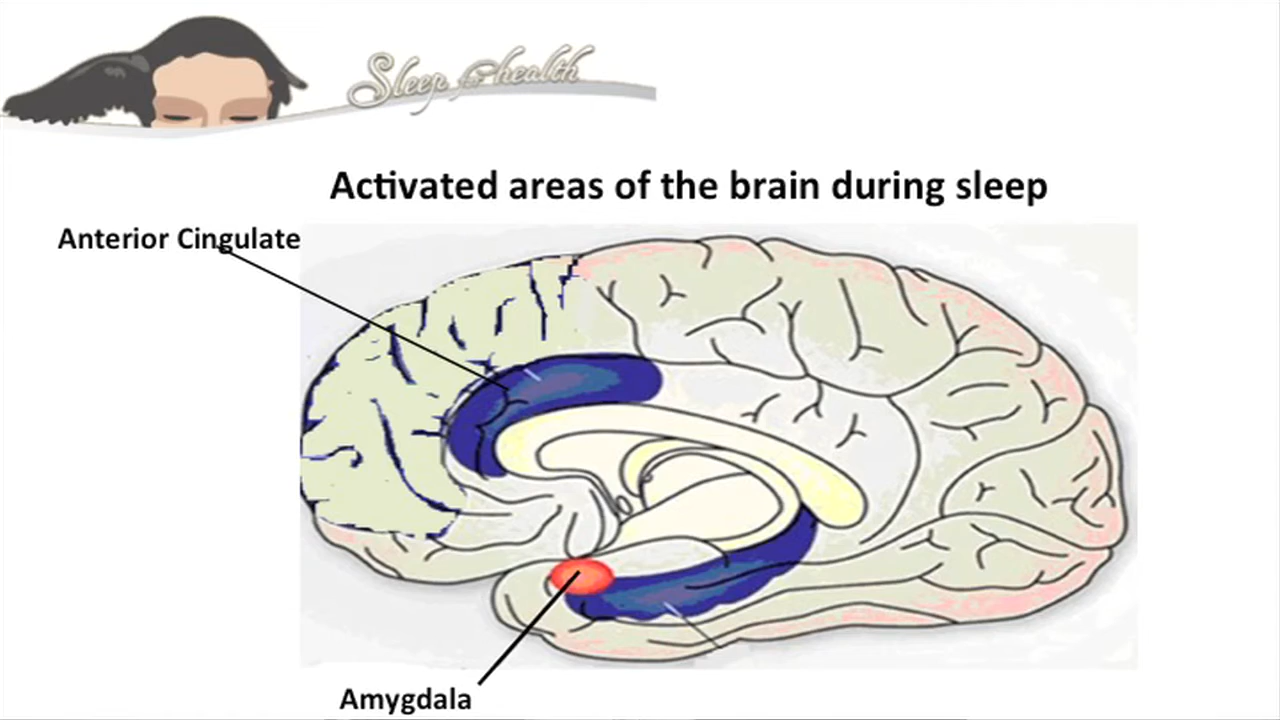 Sleep for health
Activated areas of the brain during sleep
Anterior Cingulate
Amygdala